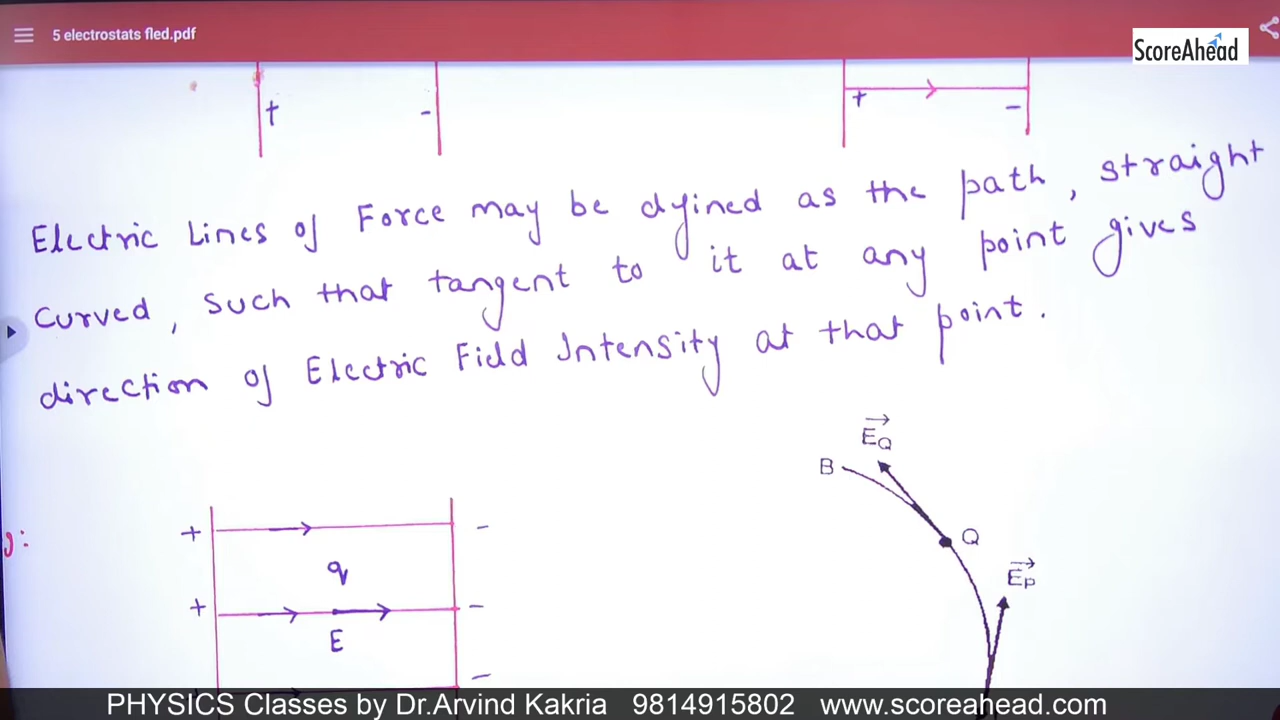 5 electrostats fled.pdf
ScoreAhead
+ - + -
Electric Lines of Force may be defined as the path, straight
curved, such that tangent to it at any point gives
direction of Electric Field Intensity at that point.
E⃗Q
B
+ -
Q
q
E⃗P
+ -
E
-
PHYSICS Classes by Dr.Arvind Kakria 9814915802 www.scoreahead.com